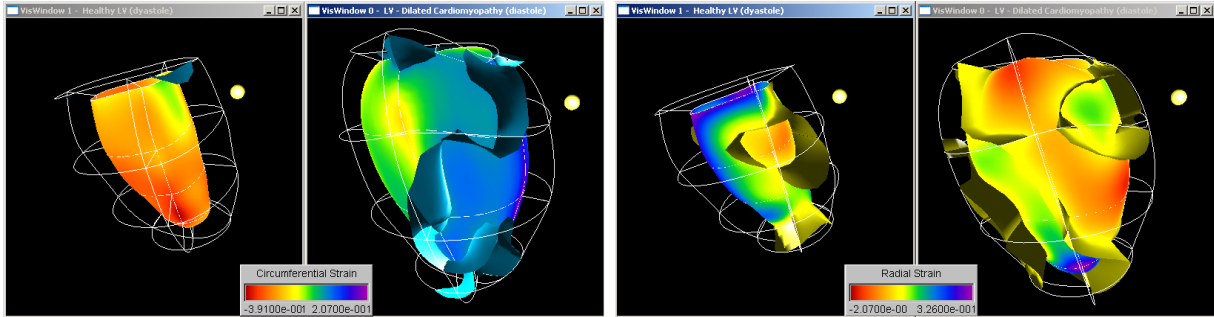 VisWindow 1 - Healthy LV (dyastole)
VisWindow 0 - LV - Dilated Cardiomyopathy (diastole)
Circumferential Strain
-3.9100e-001 2.0700e-001
VisWindow 1 - Healthy LV (dyastole)
VisWindow 0 - LV - Dilated Cardiomyopathy (diastole)
Radial Strain
-2.0700e-001 3.2600e-001